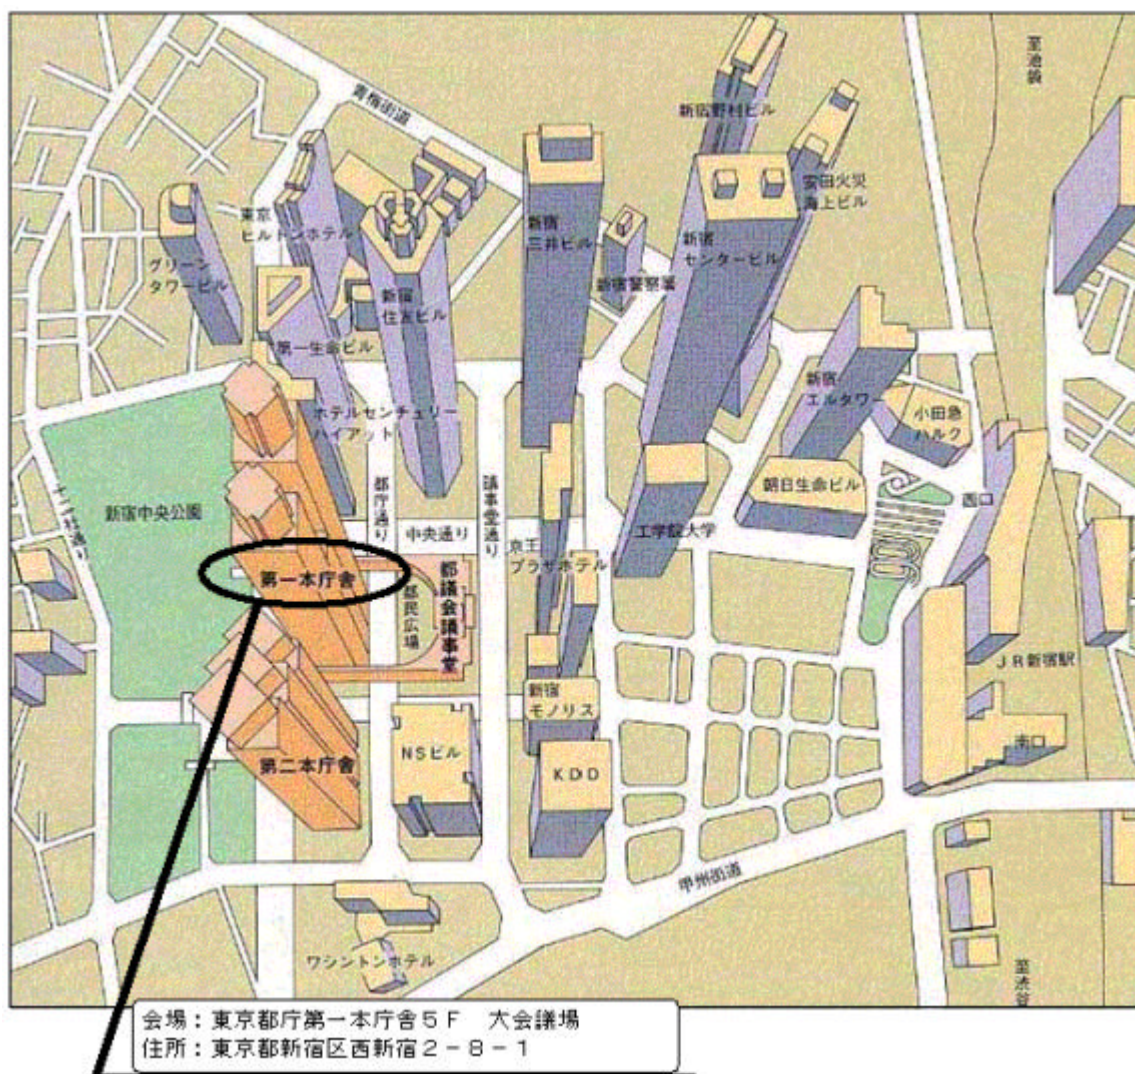 至池袋
青梅街道
新宿野村ビル
安田火災
海上ビル
東京
ヒルトンホテル
新宿
三井ビル
新宿
センタービル
グリーン
タワービル
新宿警察署
新宿
住友ビル
第一生命ビル
新宿
エルタワー
小田急
ハルク
ホテルセンチュリー
ハイアット
十二社通り
新宿中央公園
都庁通り
議事堂通り
中央通り
朝日生命ビル
西口
工学院大学
京王
プラザホテル
第一本庁舎
都民広場
都議会議事堂
JR新宿駅
新宿
モノリス
南口
第二本庁舎
NSビル
KDD
甲州街道
ワシントンホテル
至渋谷
会場：東京都庁第一本庁舎5F 大会議場
住所：東京都新宿区西新宿2-8-1